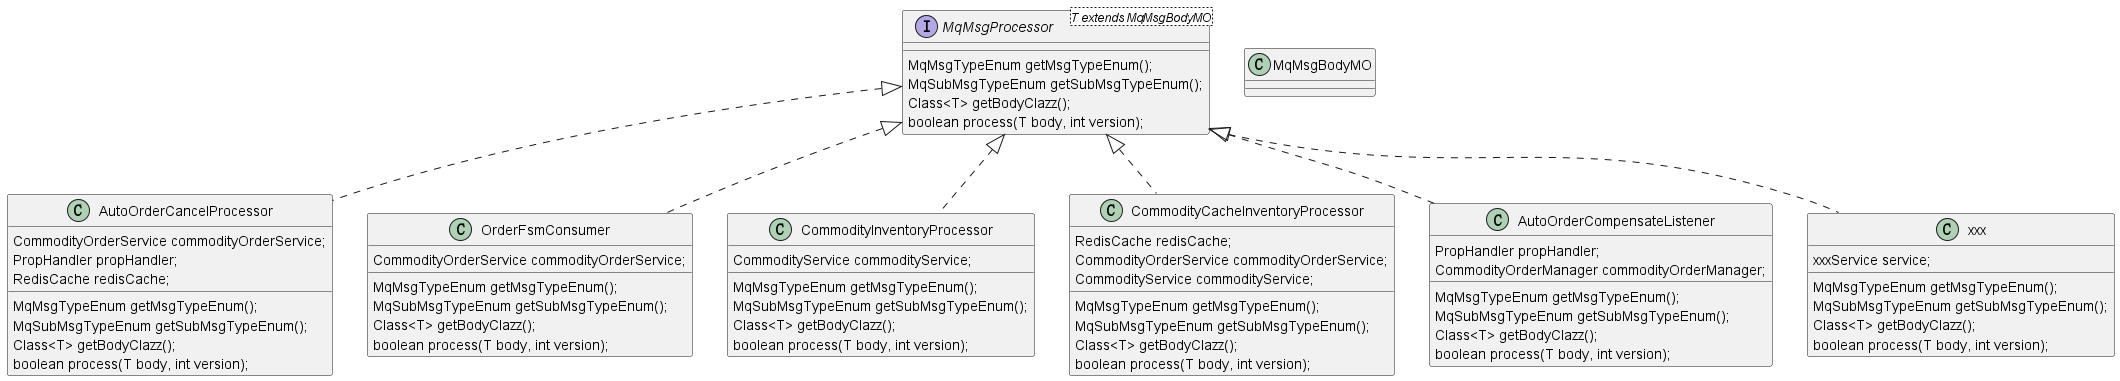 I MqMsgProcessor
T extends MqMsgBodyMO
MqMsgTypeEnum getMsgTypeEnum();
MqSubMsgTypeEnum getSubMsgTypeEnum();
Class<T> getBodyClazz();
boolean process(T body, int version);
C MqMsgBodyMO
C AutoOrderCancelProcessor
CommodityOrderService commodityOrderService;
PropHandler propHandler;
RedisCache redisCache;
MqMsgTypeEnum getMsgTypeEnum();
MqSubMsgTypeEnum getSubMsgTypeEnum();
Class<T> getBodyClazz();
boolean process(T body, int version);
C OrderFsmConsumer
CommodityOrderService commodityOrderService;
MqMsgTypeEnum getMsgTypeEnum();
MqSubMsgTypeEnum getSubMsgTypeEnum();
Class<T> getBodyClazz();
boolean process(T body, int version);
C CommodityInventoryProcessor
CommodityService commodityService;
MqMsgTypeEnum getMsgTypeEnum();
MqSubMsgTypeEnum getSubMsgTypeEnum();
Class<T> getBodyClazz();
boolean process(T body, int version);
C CommodityCacheInventoryProcessor
RedisCache redisCache;
CommodityOrderService commodityOrderService;
CommodityService commodityService;
MqMsgTypeEnum getMsgTypeEnum();
MqSubMsgTypeEnum getSubMsgTypeEnum();
Class<T> getBodyClazz();
boolean process(T body, int version);
C AutoOrderCompensateListener
PropHandler propHandler;
CommodityOrderManager commodityOrderManager;
MqMsgTypeEnum getMsgTypeEnum();
MqSubMsgTypeEnum getSubMsgTypeEnum();
Class<T> getBodyClazz();
boolean process(T body, int version);
C xxx
xxxService service;
MqMsgTypeEnum getMsgTypeEnum();
MqSubMsgTypeEnum getSubMsgTypeEnum();
Class<T> getBodyClazz();
boolean process(T body, int version);